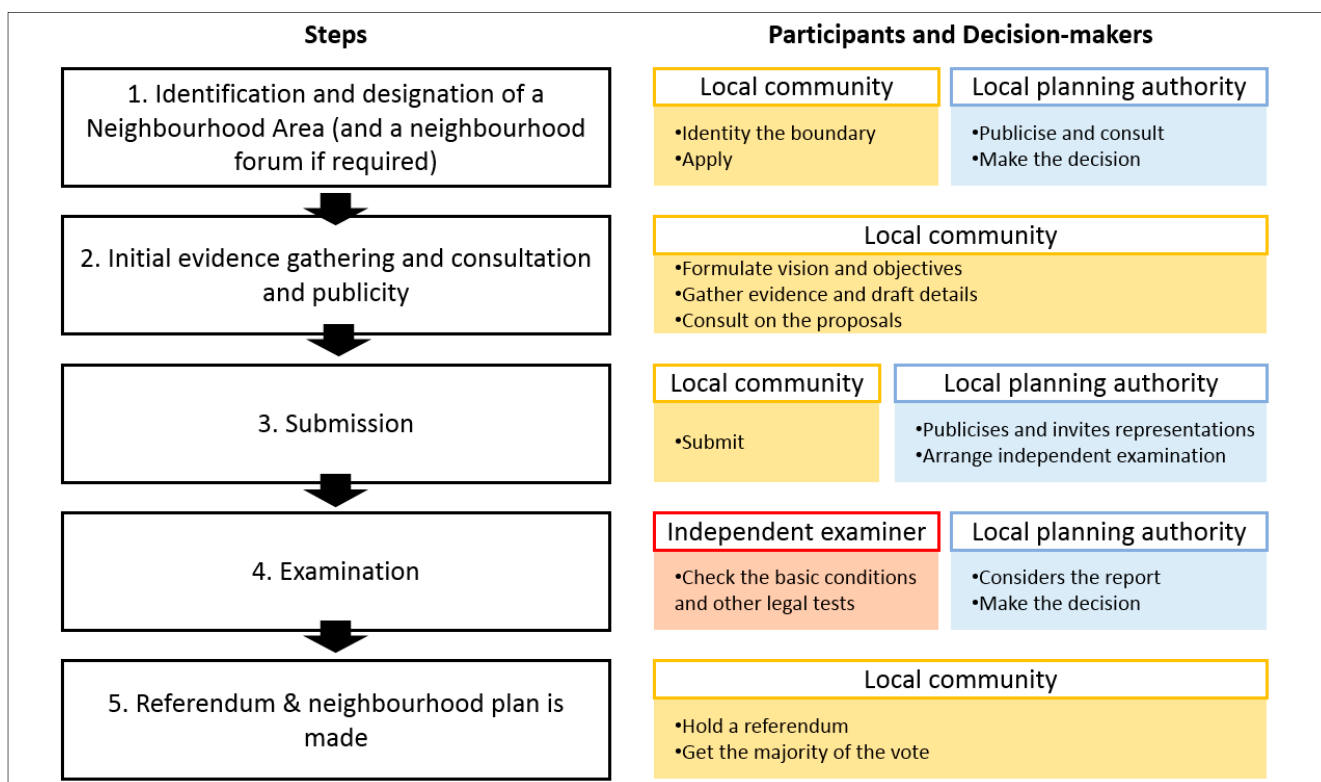 Steps
Participants and Decision-makers
1. Identification and designation of a
Neighbourhood Area (and a neighbourhood
forum if required)
Local community
•Identity the boundary
•Apply
Local planning authority
•Publicise and consult
•Make the decision
2. Initial evidence gathering and consultation
and publicity
Local community
•Formulate vision and objectives
•Gather evidence and draft details
•Consult on the proposals
3. Submission
Local community
•Submit
Local planning authority
•Publicises and invites representations
•Arrange independent examination
4. Examination
Independent examiner
•Check the basic conditions
and other legal tests
Local planning authority
•Considers the report
•Make the decision
5. Referendum & neighbourhood plan is
made
Local community
•Hold a referendum
•Get the majority of the vote